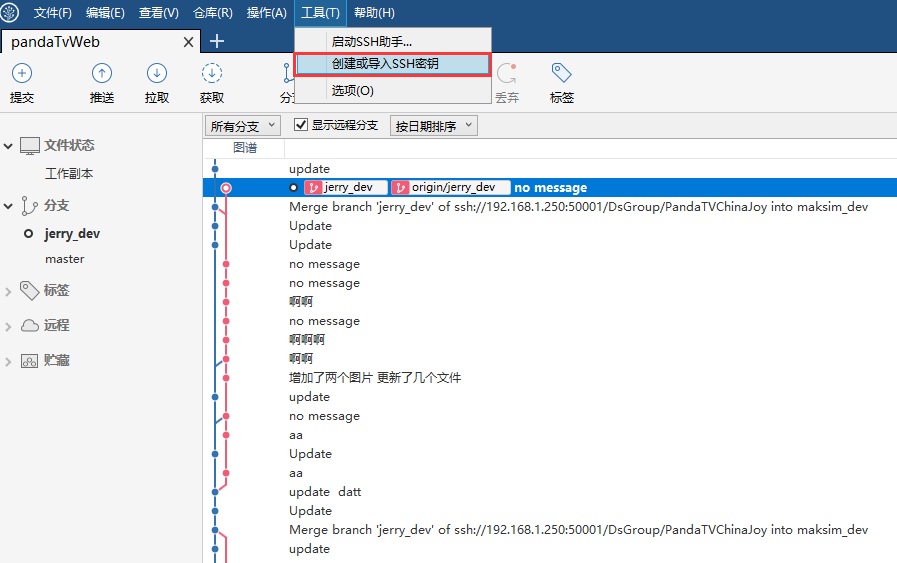 文件(F) 编辑(E) 查看(V) 仓库(R) 操作(A) 工具(T) 帮助(H)
pandaTvWeb
启动SSH助手...
创建或导入SSH密钥
选项(O)
提交 推送 拉取 获取 分 丢弃 标签
所有分支 显示远程分支 按日期排序
图谱
文件状态
工作副本
分支
jerry_dev
master
标签
远程
贮藏
update
jerry_dev origin/jerry_dev no message
Merge branch 'jerry_dev' of ssh://192.168.1.250:50001/DsGroup/PandaTVChinaJoy into maksim_dev
Update
Update
no message
no message
啊啊
no message
啊啊啊
啊啊
增加了两个图片 更新了几个文件
update
no message
aa
Update
aa
update datt
Update
Merge branch 'jerry_dev' of ssh://192.168.1.250:50001/DsGroup/PandaTVChinaJoy into maksim_dev
update